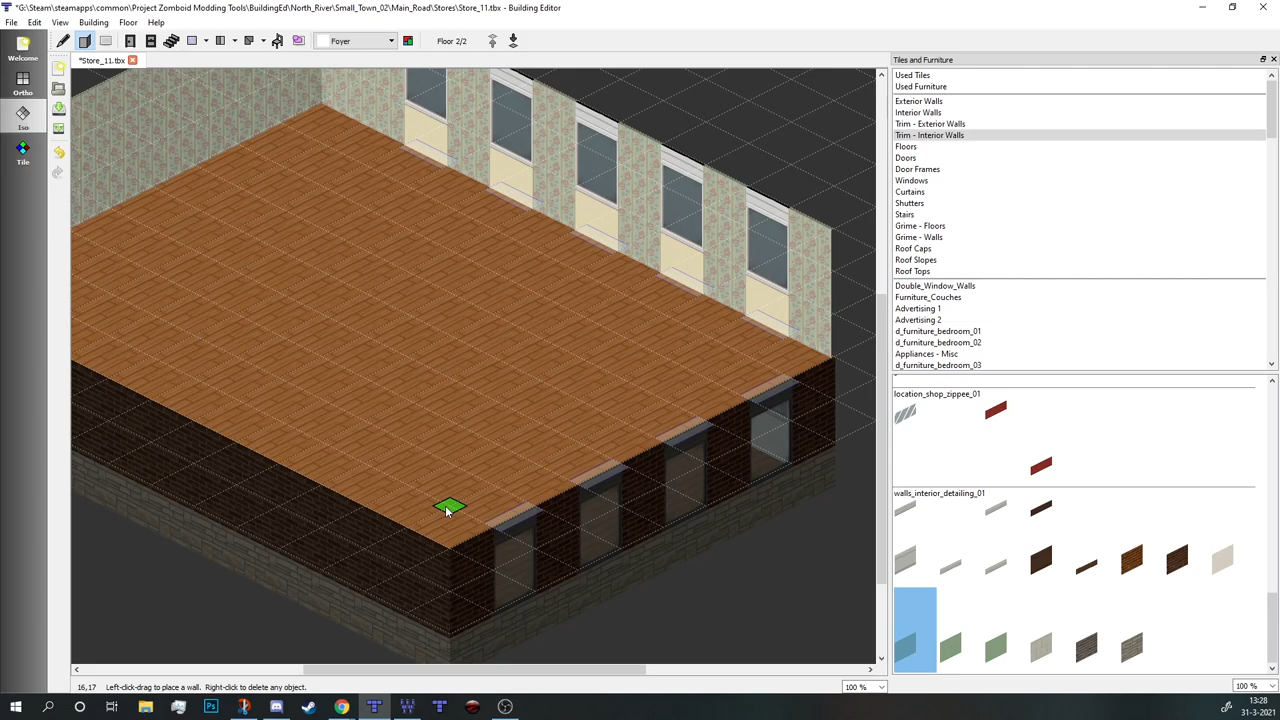 *G:\Steam\steamapps\common\Project Zomboid Modding Tools\BuildingEd\North_River\Small_Town_02\Main_Road\Stores\Store_11.tbx - Building Editor
File Edit View Building Floor Help
Foyer
Floor 2/2
Welcome
Ortho
Iso
Tile
*Store_11.tbx
Tiles and Furniture
Used Tiles
Used Furniture
Exterior Walls
Interior Walls
Trim - Exterior Walls
Trim - Interior Walls
Floors
Doors
Door Frames
Windows
Curtains
Shutters
Stairs
Grime - Floors
Grime - Walls
Roof Caps
Roof Slopes
Roof Tops
Double_Window_Walls
Furniture_Couches
Advertising 1
Advertising 2
d_furniture_bedroom_01
d_furniture_bedroom_02
Appliances - Misc
d_furniture_bedroom_03
location_shop_zippee_01
walls_interior_detailing_01
16,17 Left-click-drag to place a wall. Right-click to delete any object.
100 %
100 %
13:28
31-3-2021